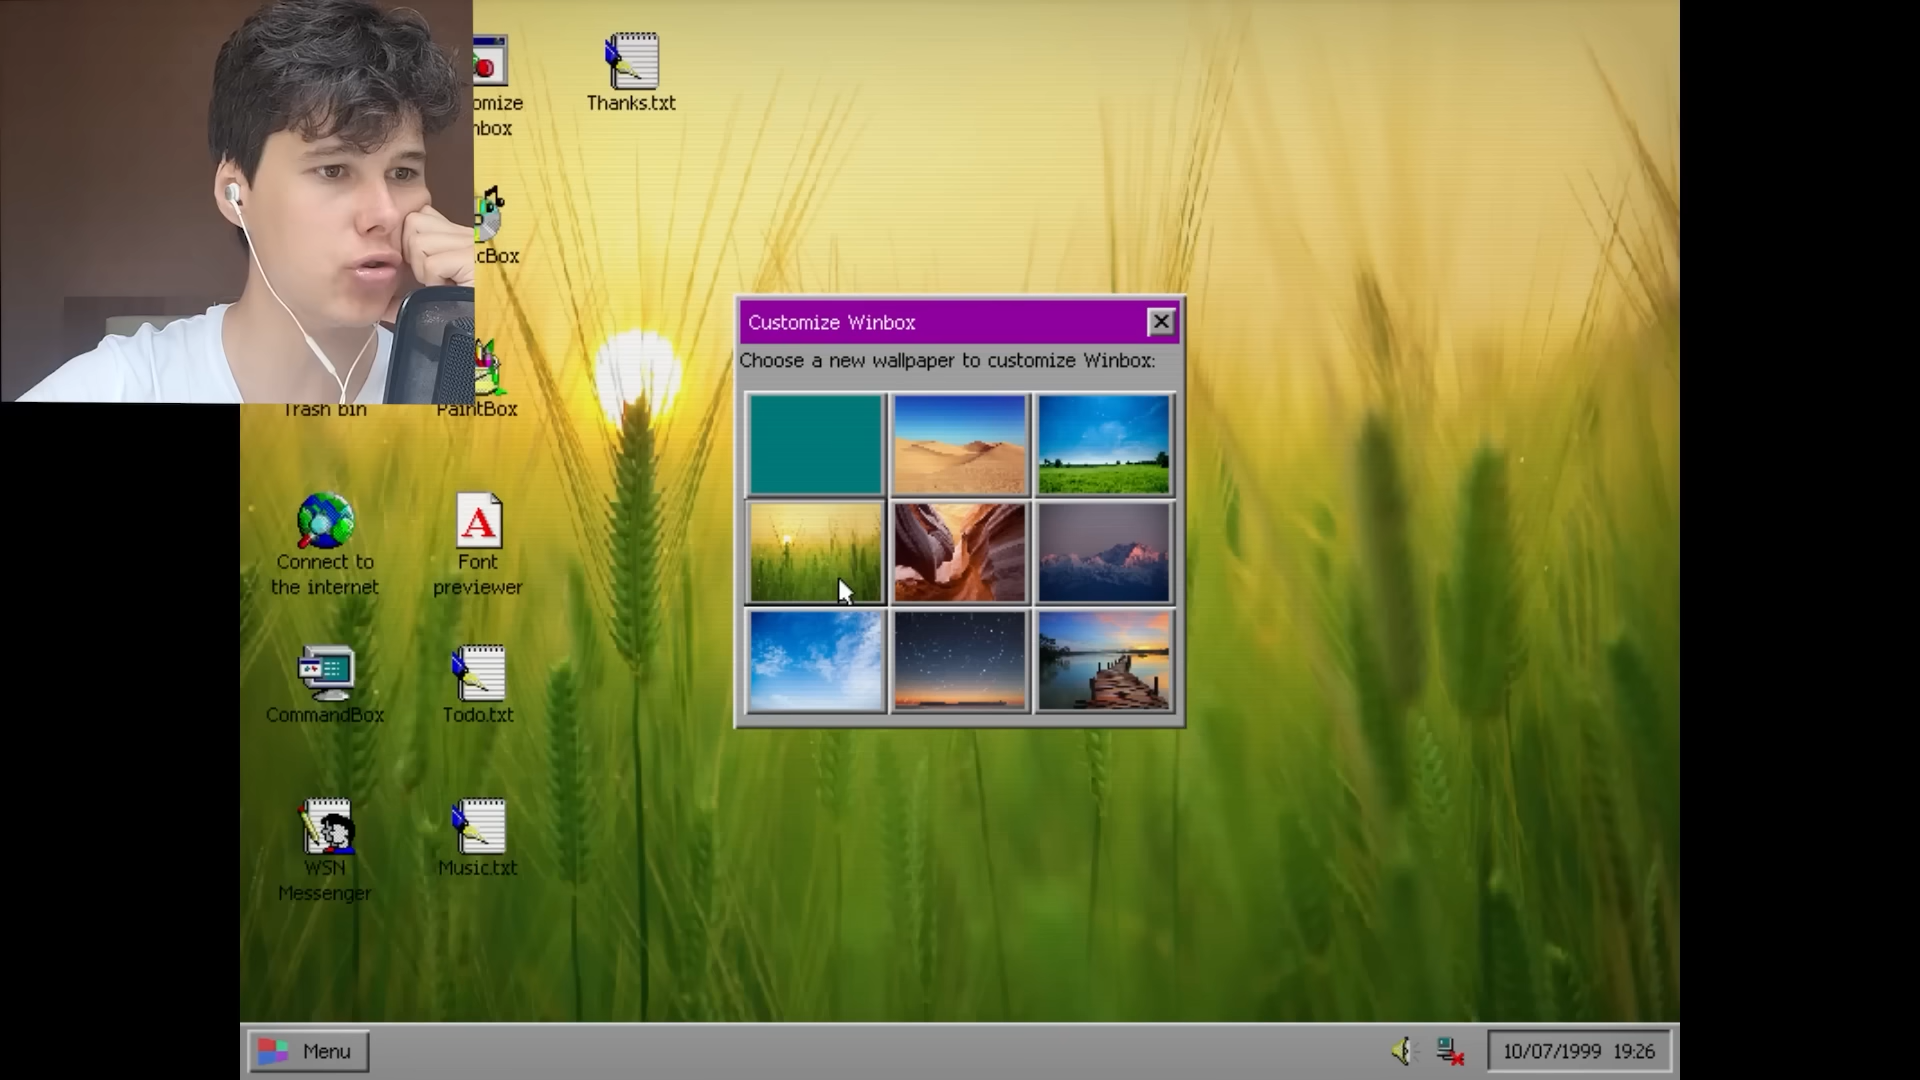 Thanks.txt
omize
nbox
cBox
Trash bin
PaintBox
Customize Winbox
Choose a new wallpaper to customize Winbox:
Connect to
the internet
A
Font
previewer
CommandBox
Todo.txt
WSN
Messenger
Music.txt
Menu
10/07/1999 19:26